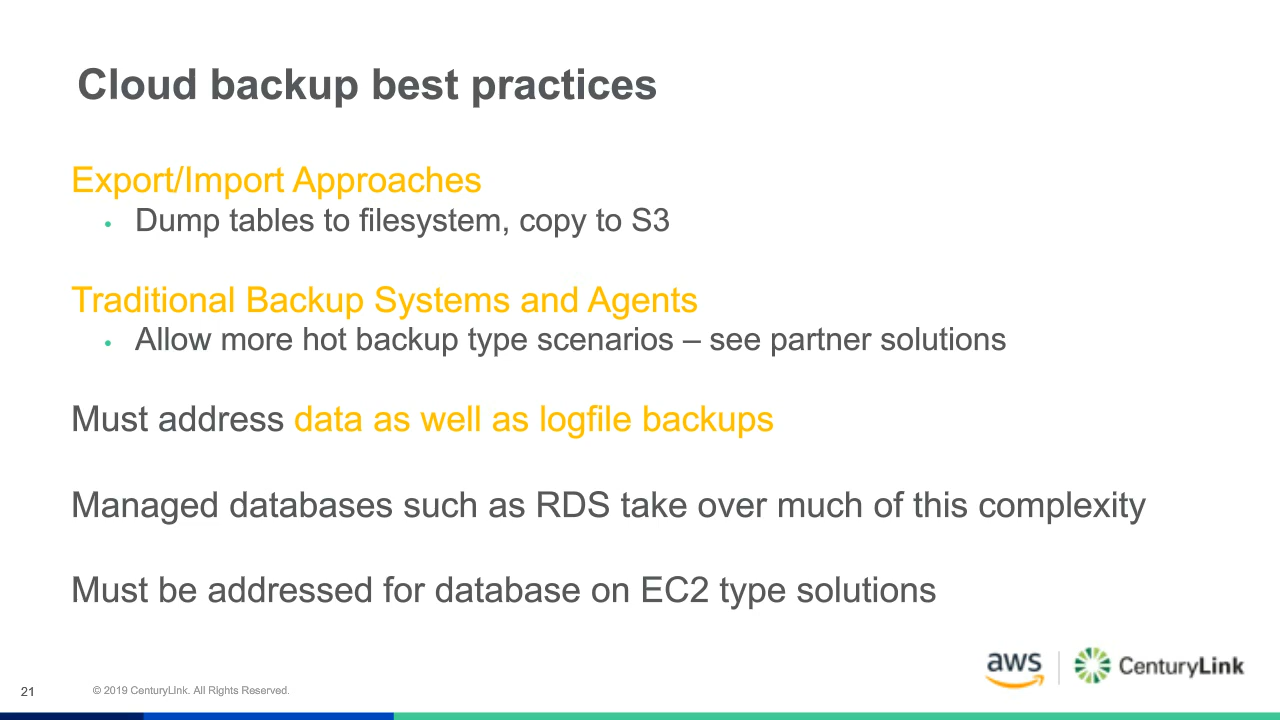 Cloud backup best practices
Export/Import Approaches
• Dump tables to filesystem, copy to S3
Traditional Backup Systems and Agents
• Allow more hot backup type scenarios – see partner solutions
Must address data as well as logfile backups
Managed databases such as RDS take over much of this complexity
Must be addressed for database on EC2 type solutions
aws | CenturyLink
21 © 2019 CenturyLInk. All Rights Reserved.